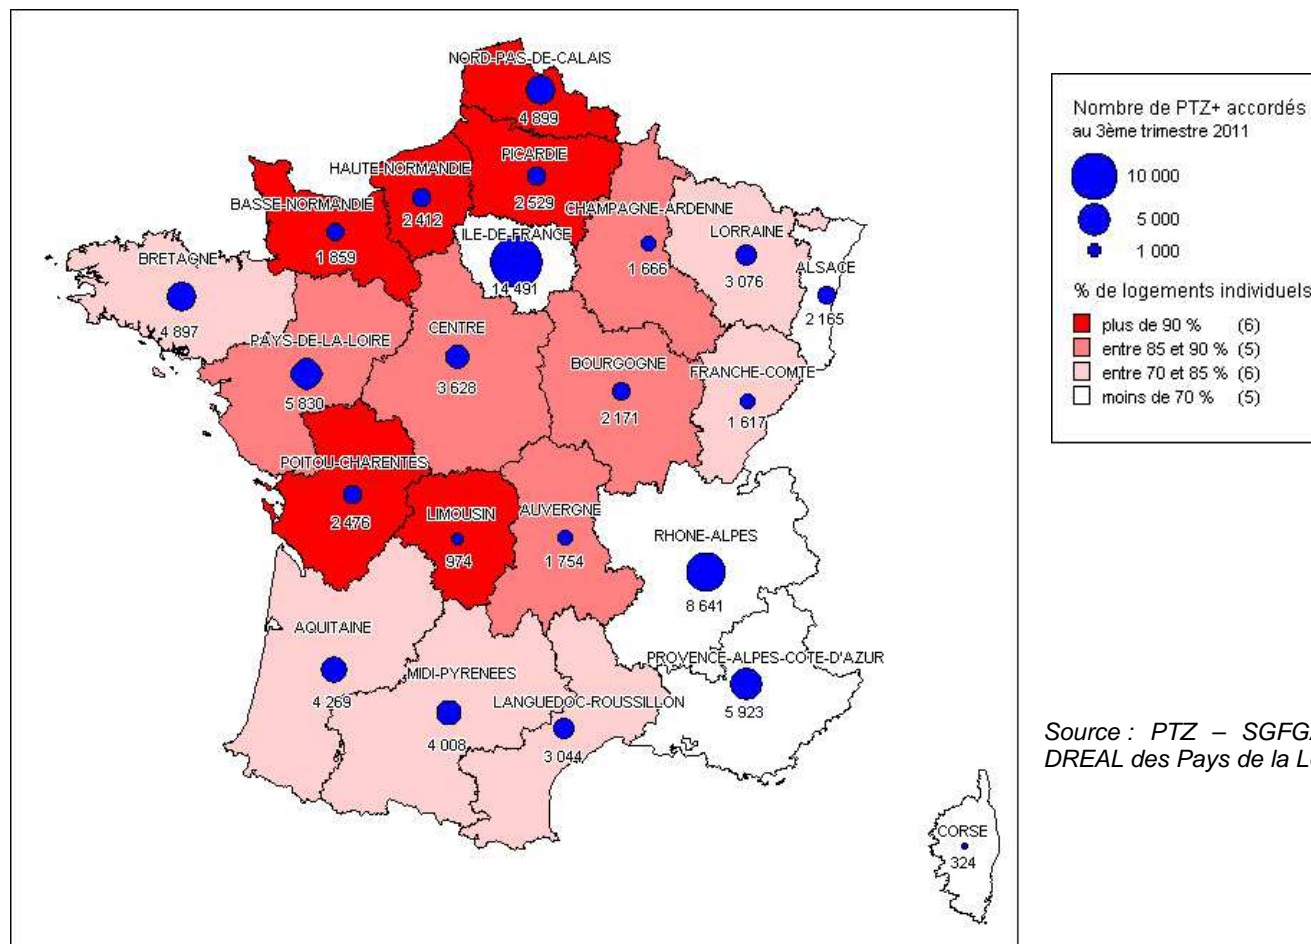 NORD-PAS-DE-CALAIS
4 899
PICARDIE
2 529
HAUTE-NORMANDIE
2 412
BASSE-NORMANDIE
1 859
CHAMPAGNE-ARDENNE
1 666
ILE-DE-FRANCE
14 491
LORRAINE
3 076
ALSACE
2 165
BRETAGNE
4 897
PAYS-DE-LA-LOIRE
5 830
CENTRE
3 628
BOURGOGNE
2 171
FRANCHE-COMTE
1 617
POITOU-CHARENTES
2 476
LIMOUSIN
974
AUVERGNE
1 754
RHONE-ALPES
8 641
AQUITAINE
4 269
MIDI-PYRENEES
4 008
LANGUEDOC-ROUSSILLON
3 044
PROVENCE-ALPES-COTE-D'AZUR
5 923
CORSE
324
Nombre de PTZ+ accordés
au 3ème trimestre 2011
10 000
5 000
1 000
% de logements individuels
plus de 90 % (6)
entre 85 et 90 % (5)
entre 70 et 85 % (6)
moins de 70 % (5)
Source : PTZ – SGFG
DREAL des Pays de la